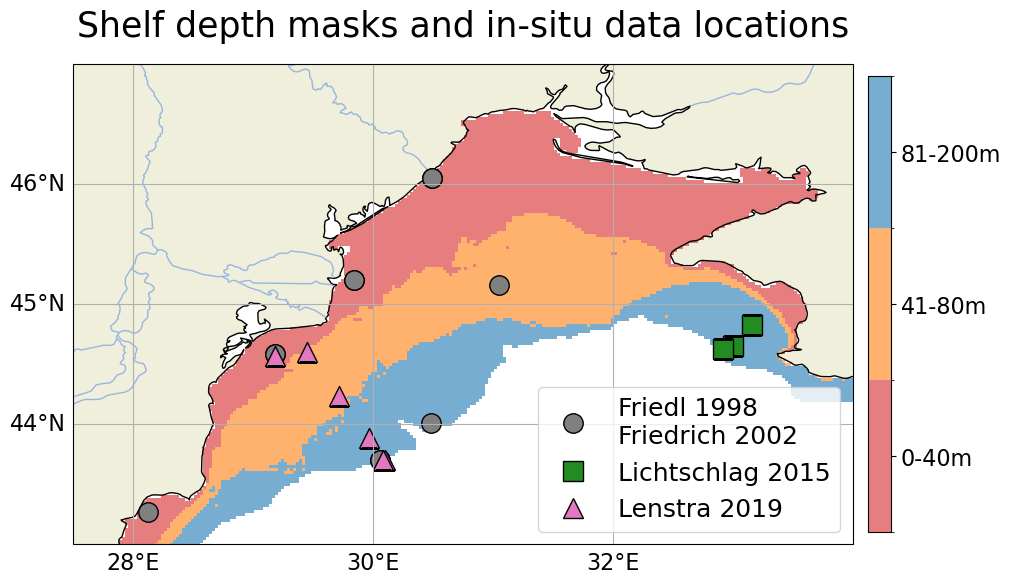 Shelf depth masks and in-situ data locations
46°N
45°N
44°N
28°E
30°E
32°E
81-200m
41-80m
0-40m
Friedl 1998
Friedrich 2002
Lichtschlag 2015
Lenstra 2019